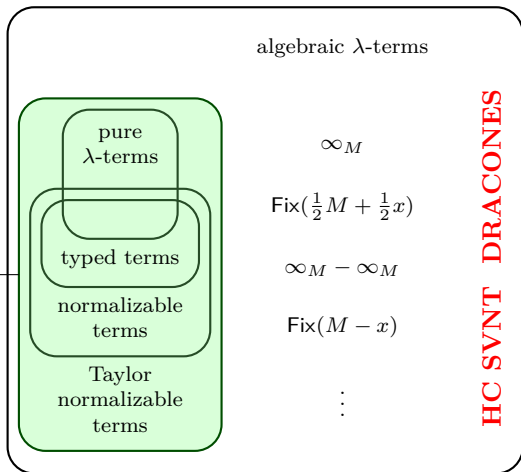 algebraic λ-terms
pure
λ-terms
typed terms
normalizable
terms
Taylor
normalizable
terms
∞_M
Fix(½M + ½x)
∞_M − ∞_M
Fix(M − x)
⋮
HC SVNT DRACONES